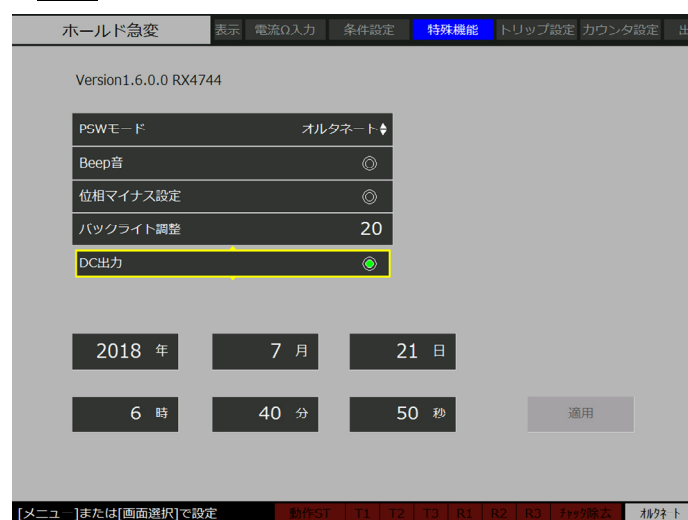 ホールド急変 表示 電流Ω入力 条件設定 特殊機能 トリップ設定 カウンタ設定 出
Version1.6.0.0 RX4744
PSWモード オルタネート
Beep音
位相マイナス設定
バックライト調整 20
DC出力
2018 年 7 月 21 日
6 時 40 分 50 秒 適用
[メニュー]または[画面選択]で設定 動作ST T1 T2 T3 R1 R2 R3 ﾁｬｯﾀ除去 ｵﾙﾀﾈｰﾄ